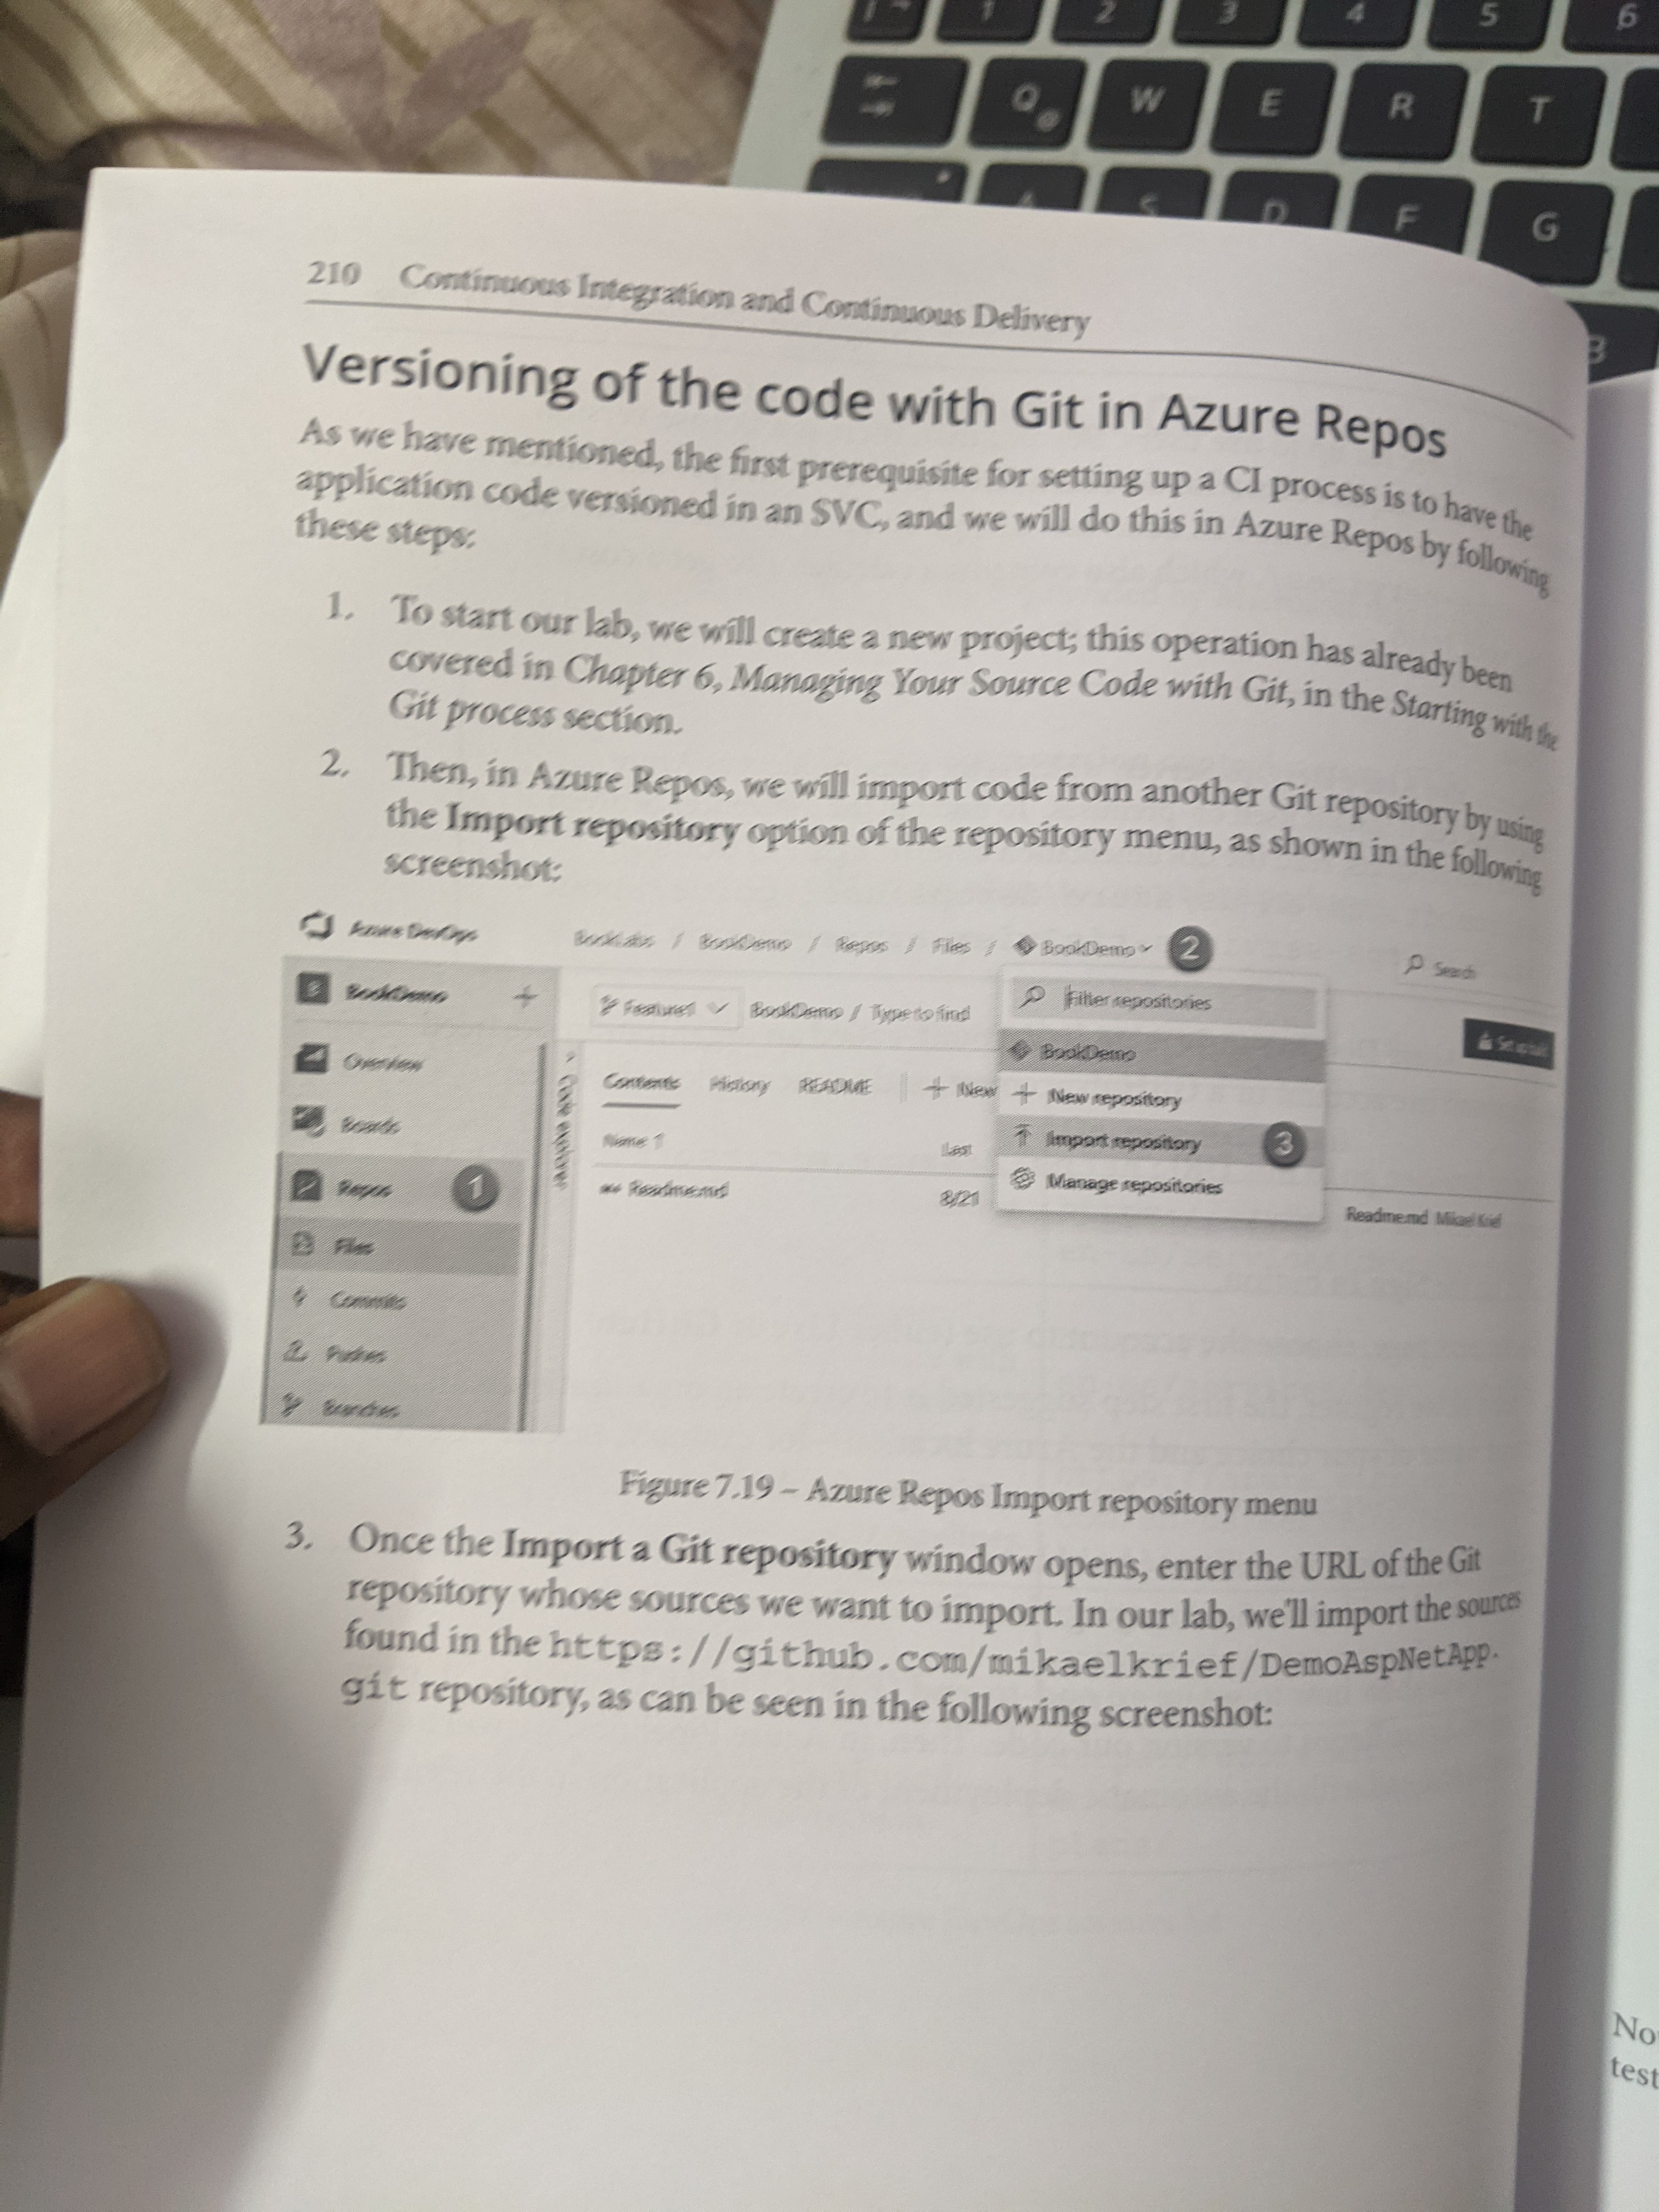 1
2
3
4
5
6
Q
@
W
E
R
T
A
S
D
F
G
B
210 Continuous Integration and Continuous Delivery
Versioning of the code with Git in Azure Repos
As we have mentioned, the first prerequisite for setting up a CI process is to have the
application code versioned in an SVC, and we will do this in Azure Repos by following
these steps:
1. To start our lab, we will create a new project; this operation has already been
covered in Chapter 6, Managing Your Source Code with Git, in the Starting with the
Git process section.
2. Then, in Azure Repos, we will import code from another Git repository by using
the Import repository option of the repository menu, as shown in the following
screenshot:
Azure DevOps
BookLabs / BookDemo / Repos / Files / BookDemo
2
Search
B BookDemo +
Feature1 BookDemo / Type to find
Filter repositories
Set up build
Overview
BookDemo
Code explorer
Contents History README + New
+ New repository
Boards
Name ↑
Last
Import repository
3
Repos
1
Readme.md
8/21
Manage repositories
Readme.md Mikael Krief
Files
Commits
Pushes
Branches
Figure 7.19 – Azure Repos Import repository menu
3. Once the Import a Git repository window opens, enter the URL of the Git
repository whose sources we want to import. In our lab, we'll import the sources
found in the https://github.com/mikaelkrief/DemoAspNetApp.
git repository, as can be seen in the following screenshot:
test